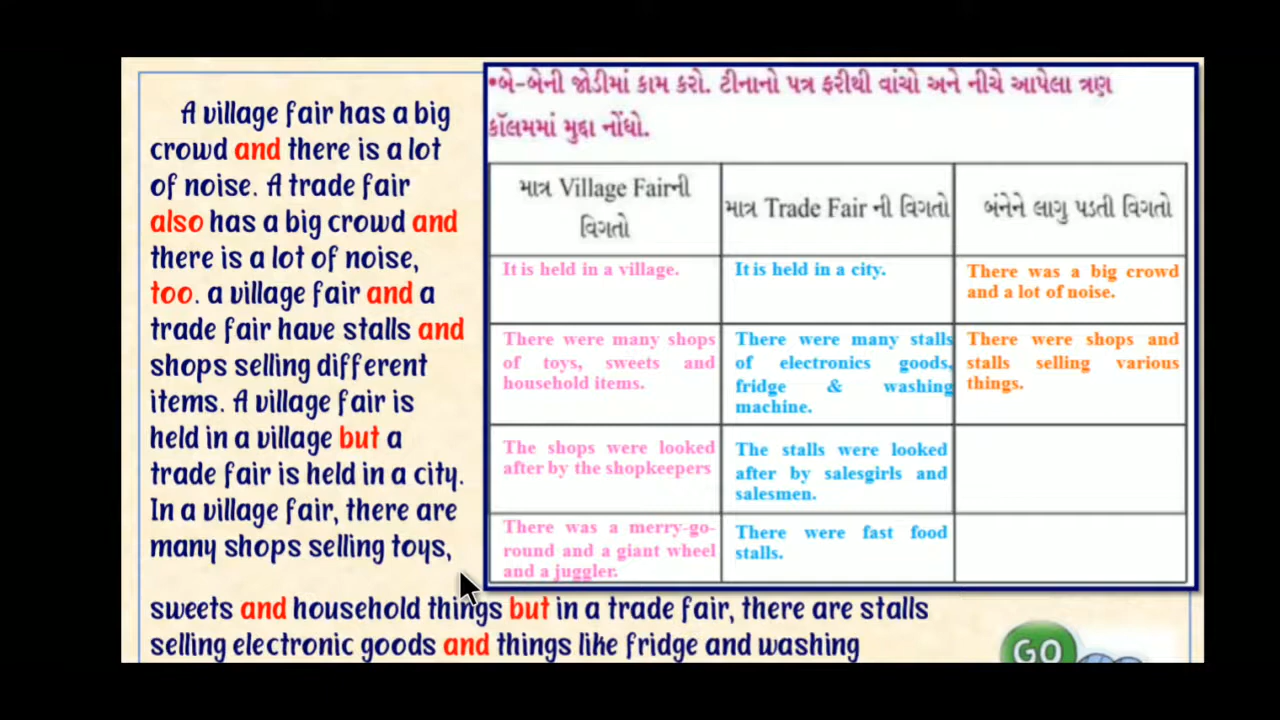 A village fair has a big
crowd and there is a lot
of noise. A trade fair
also has a big crowd and
there is a lot of noise,
too. a village fair and a
trade fair have stalls and
shops selling different
items. A village fair is
held in a village but a
trade fair is held in a city.
In a village fair, there are
many shops selling toys,
sweets and household things but in a trade fair, there are stalls
selling electronic goods and things like fridge and washing
•બે-બેની જોડીમાં કામ કરો. ટીનાનો પત્ર ફરીથી વાંચો અને નીચે આપેલા ત્રણ
કૉલમમાં મુદ્દા નોંધો.
માત્ર Village Fairની
વિગતો
માત્ર Trade Fair ની વિગતો
બંનેને લાગુ પડતી વિગતો
It is held in a village.
It is held in a city.
There was a big crowd
and a lot of noise.
There were many shops
of toys, sweets and
household items.
There were many stalls
of electronics goods,
fridge & washing
machine.
There were shops and
stalls selling various
things.
The shops were looked
after by the shopkeepers
The stalls were looked
after by salesgirls and
salesmen.
There was a merry-go-
round and a giant wheel
and a juggler.
There were fast food
stalls.
GO